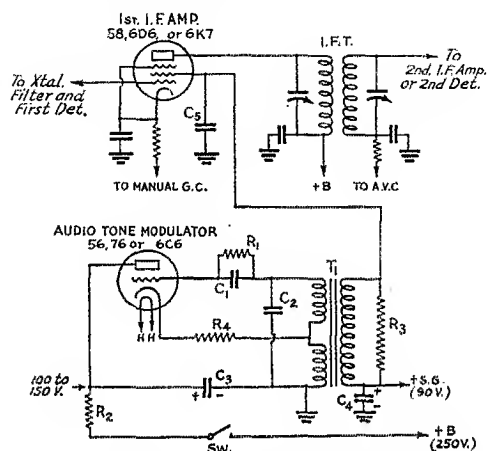 1st. I.F. AMP.
58, 6D6, or 6K7
I.F.T.
To
2nd. I.F. Amp.
or 2nd Det.
To Xtal.
Filter and
First Det.
C5
TO MANUAL G.C.
+B
TO A.V.C
AUDIO TONE MODULATOR
56, 76 or 6C6
R1
C1
T1
C2
R3
H H
R4
100 to
150 V.
C3
+ -
R2
C4
+
-
+S.G.
(90 V.)
SW.
+B
(250V.)